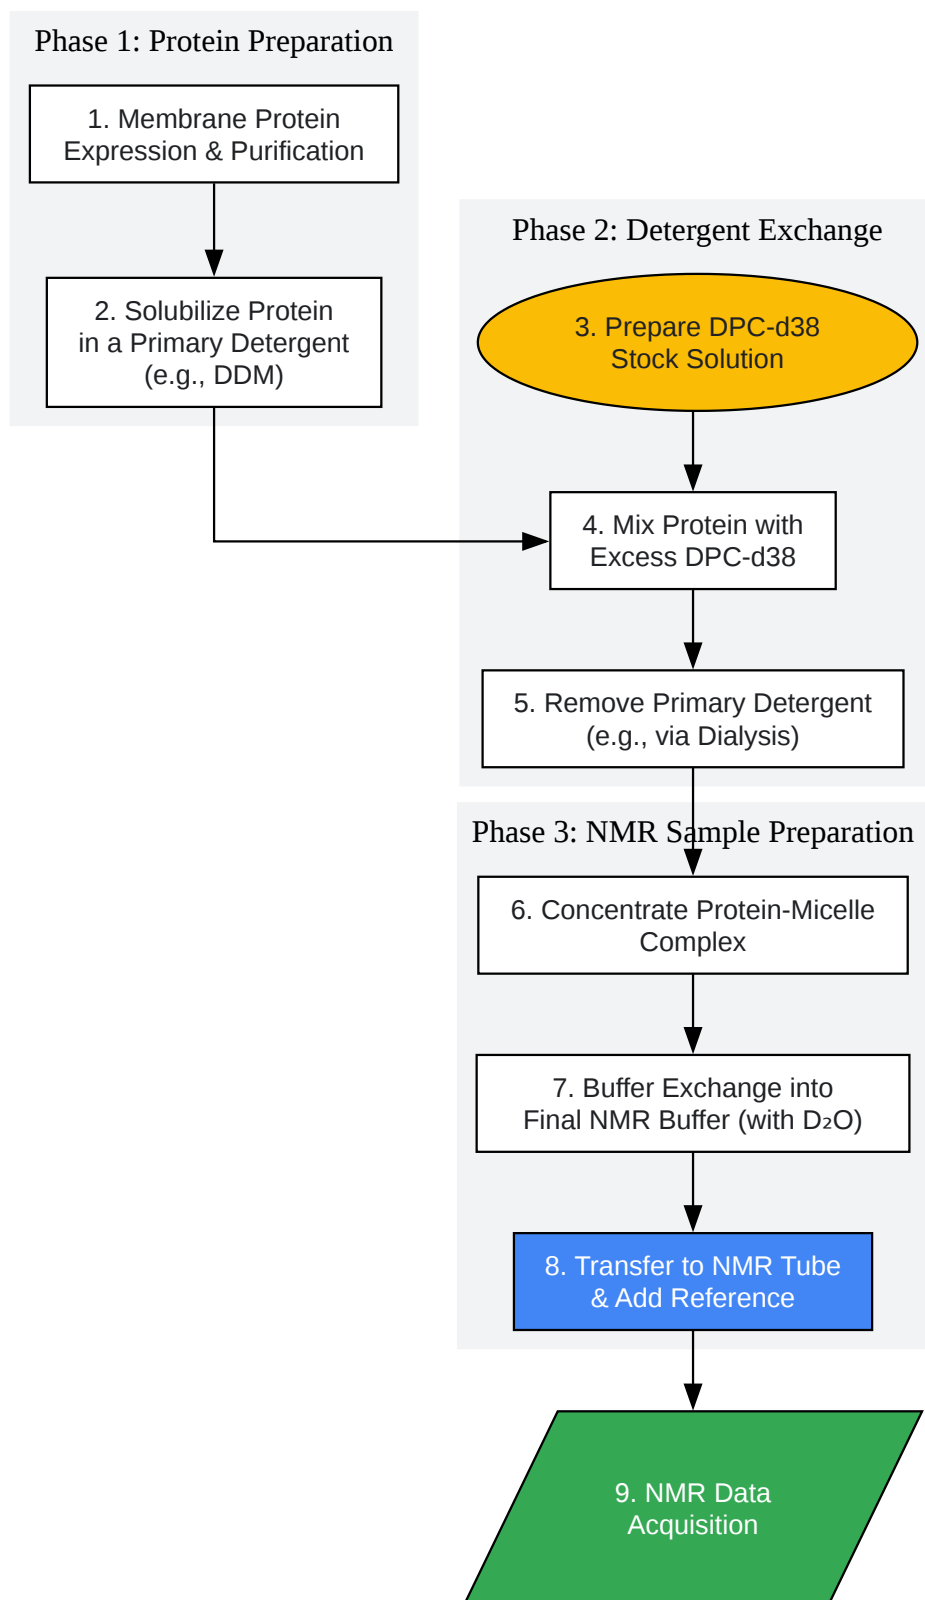 Phase 1: Protein Preparation
1. Membrane Protein
Expression & Purification
2. Solubilize Protein
in a Primary Detergent
(e.g., DDM)
Phase 2: Detergent Exchange
3. Prepare DPC-d38
Stock Solution
4. Mix Protein with
Excess DPC-d38
5. Remove Primary Detergent
(e.g., via Dialysis)
Phase 3: NMR Sample Preparation
6. Concentrate Protein-Micelle
Complex
7. Buffer Exchange into
Final NMR Buffer (with D₂O)
8. Transfer to NMR Tube
& Add Reference
9. NMR Data
Acquisition